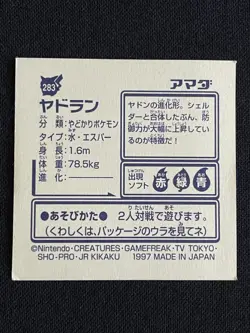 283
ヤドラン
アマダ
分類:やどかりポケモン
タイプ:水・エスパー
身長:1.6m
体重:78.5kg
進化:ーーーーー
ヤドンの進化形。シェル
ダーと合体したぶん、防
御力が大幅に上昇してい
るのが特徴だ!
出現
ソフト
赤 緑 青
●あそびかた● 2人対戦で遊びます。
(くわしくは、パッケージのウラを見てネ)
©Nintendo・CREATURES・GAMEFREAK・TV TOKYO・
SHO-PRO・JR KIKAKU 1997 MADE IN JAPAN